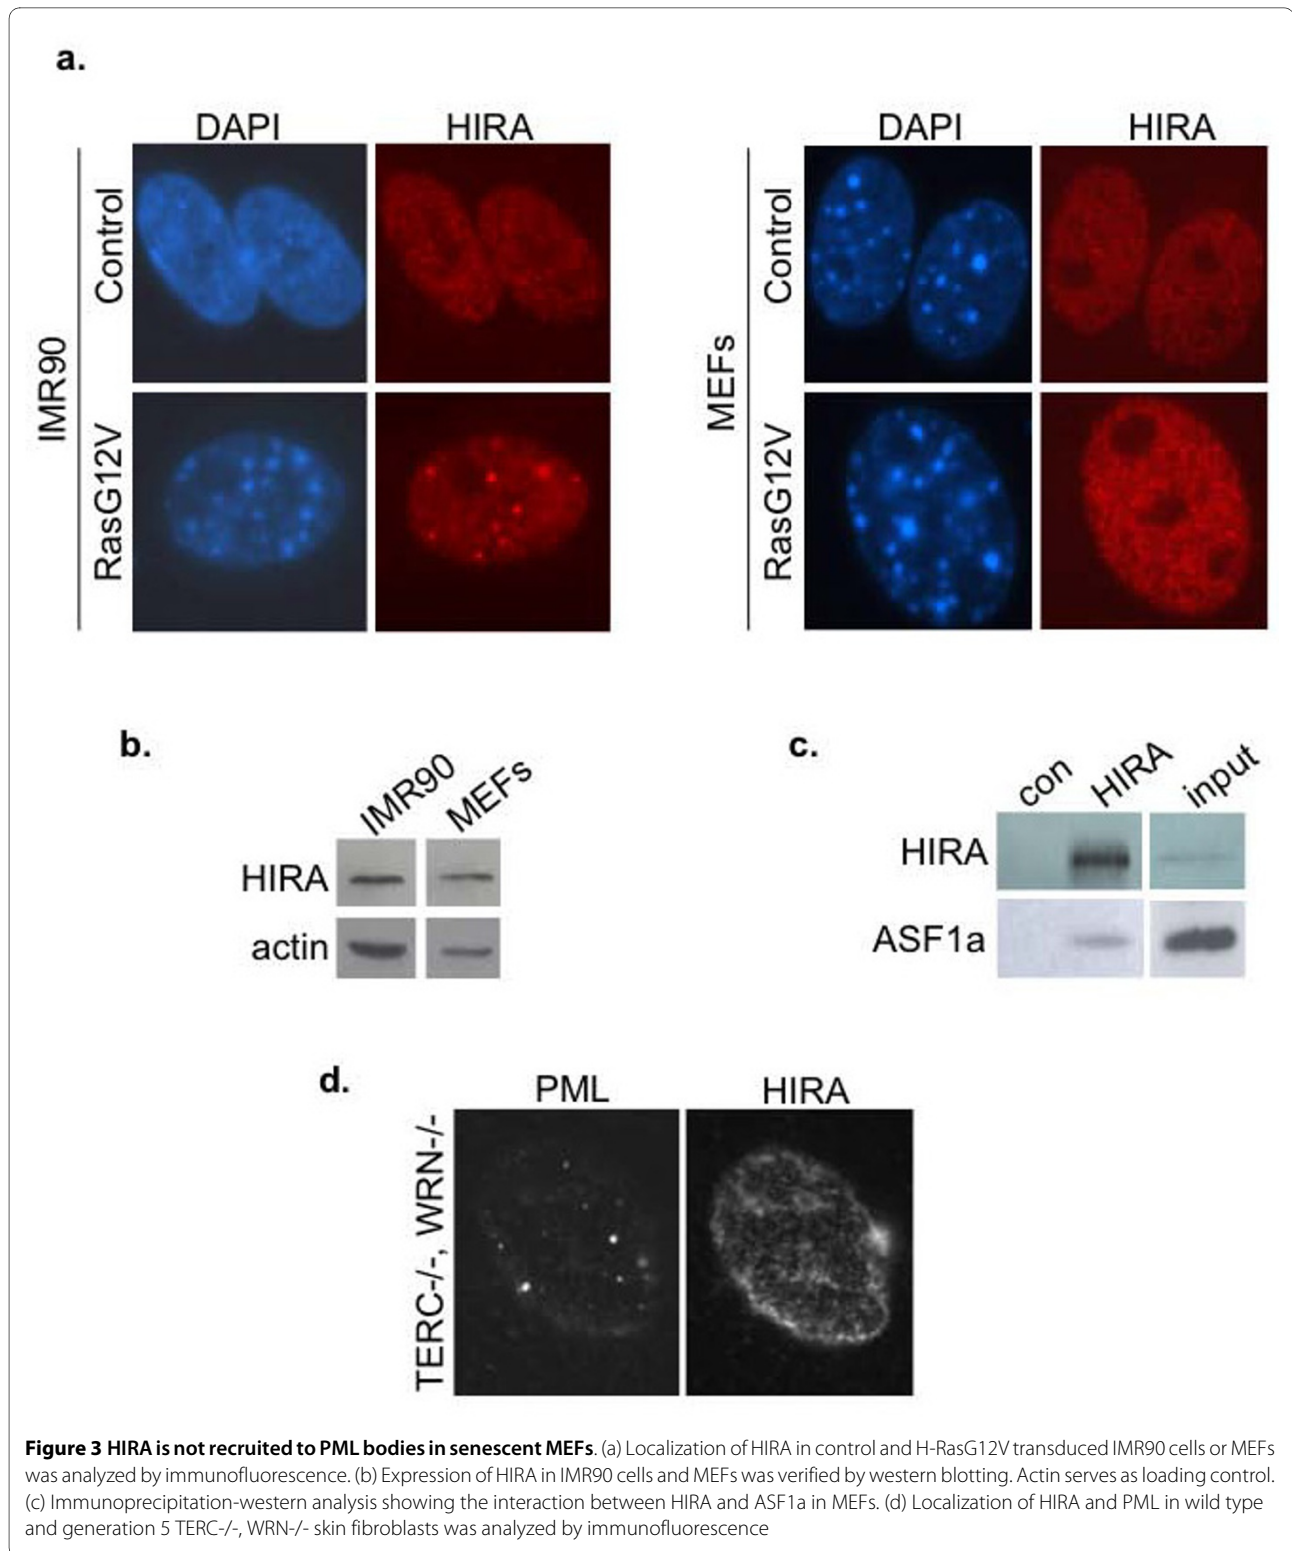 a.
DAPI HIRA DAPI HIRA
IMR90 Control RasG12V
MEFs Control RasG12V
b.
IMR90 MEFs
HIRA
actin
c.
con HIRA input
HIRA
ASF1a
d.
PML HIRA
TERC-/-, WRN-/-
Figure 3 HIRA is not recruited to PML bodies in senescent MEFs. (a) Localization of HIRA in control and H-RasG12V transduced IMR90 cells or MEFs
was analyzed by immunofluorescence. (b) Expression of HIRA in IMR90 cells and MEFs was verified by western blotting. Actin serves as loading control.
(c) Immunoprecipitation-western analysis showing the interaction between HIRA and ASF1a in MEFs. (d) Localization of HIRA and PML in wild type
and generation 5 TERC-/-, WRN-/- skin fibroblasts was analyzed by immunofluorescence